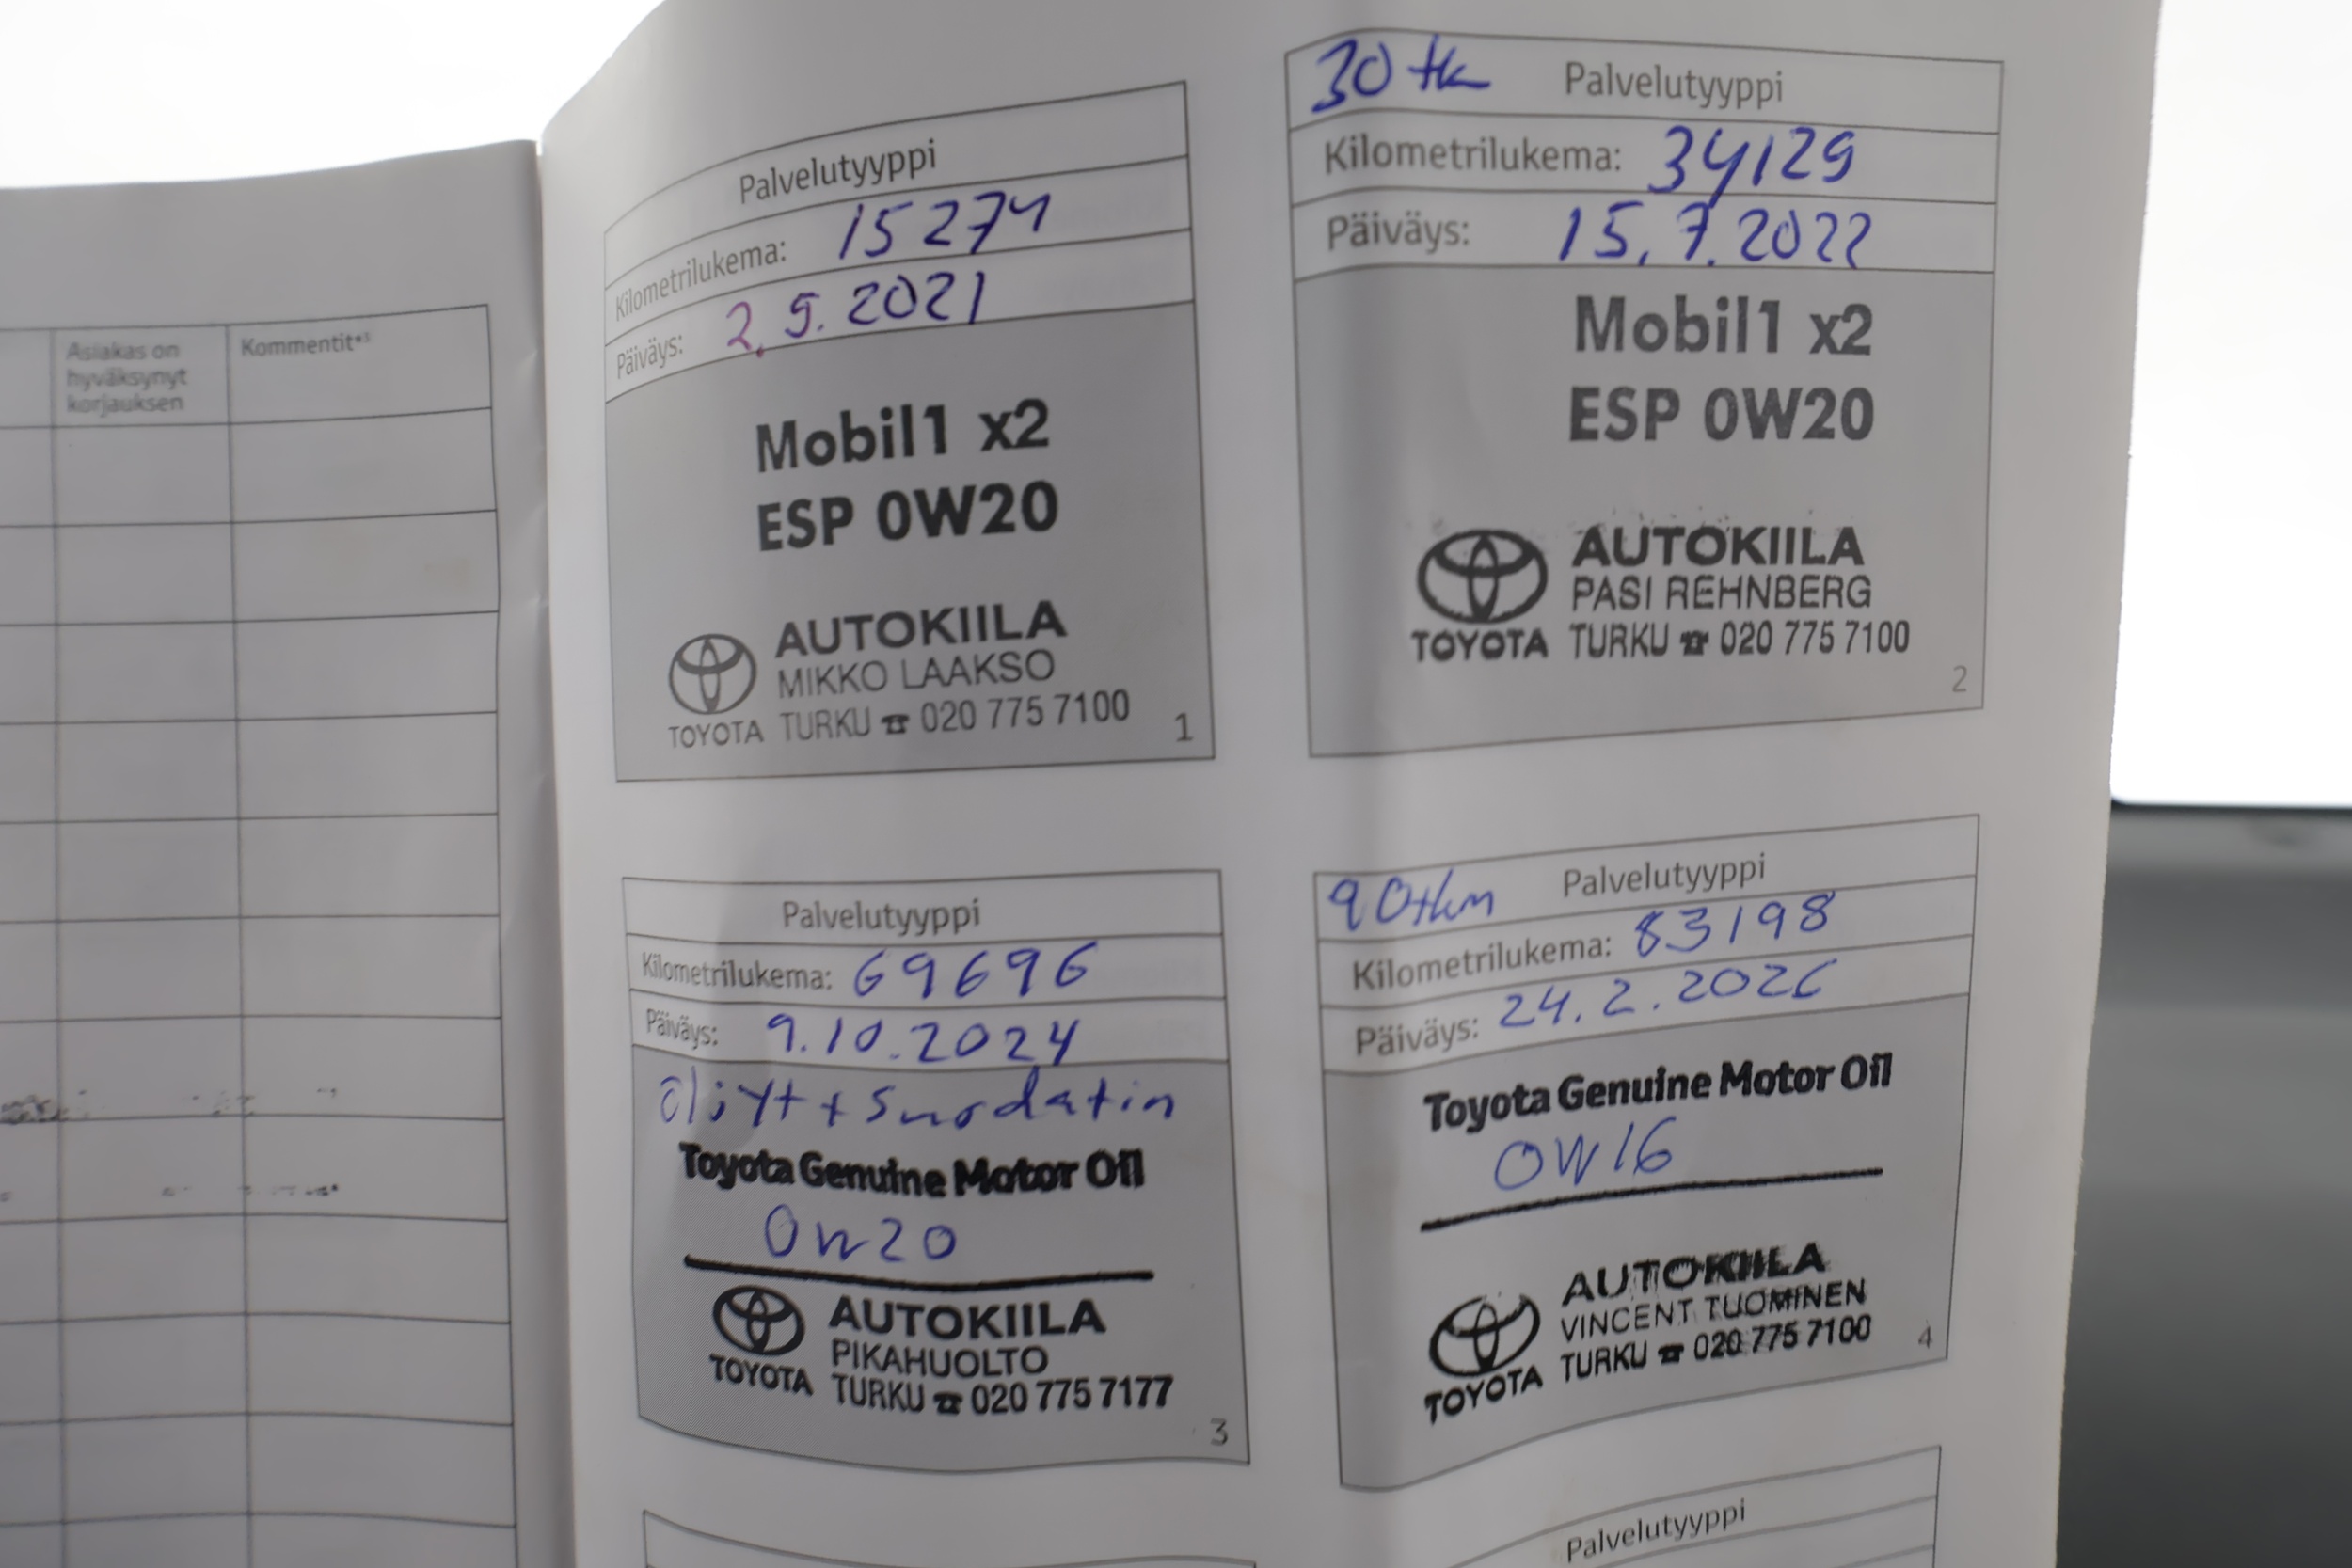 Asiakas on
hyväksynyt
korjauksen
Kommentit*³
Palvelutyyppi
Kilometrilukema: 15274
Päiväys: 2.9.2021
Mobil1 x2
ESP 0W20
AUTOKIILA
MIKKO LAAKSO
TOYOTA TURKU ☎ 020 775 7100
1
30 tk Palvelutyyppi
Kilometrilukema: 34129
Päiväys: 15.7.2022
Mobil1 x2
ESP 0W20
AUTOKIILA
PASI REHNBERG
TOYOTA TURKU ☎ 020 775 7100
2
Palvelutyyppi
Kilometrilukema: 69696
Päiväys: 9.10.2024
öljyt + suodatin
Toyota Genuine Motor Oil
0W20
AUTOKIILA
PIKAHUOLTO
TOYOTA TURKU ☎ 020 775 7177
3
90tkm Palvelutyyppi
Kilometrilukema: 83198
Päiväys: 24.2.2026
Toyota Genuine Motor Oil
0W16
AUTOKIILA
VINCENT TUOMINEN
TOYOTA TURKU ☎ 020 775 7100
4
Palvelutyyppi